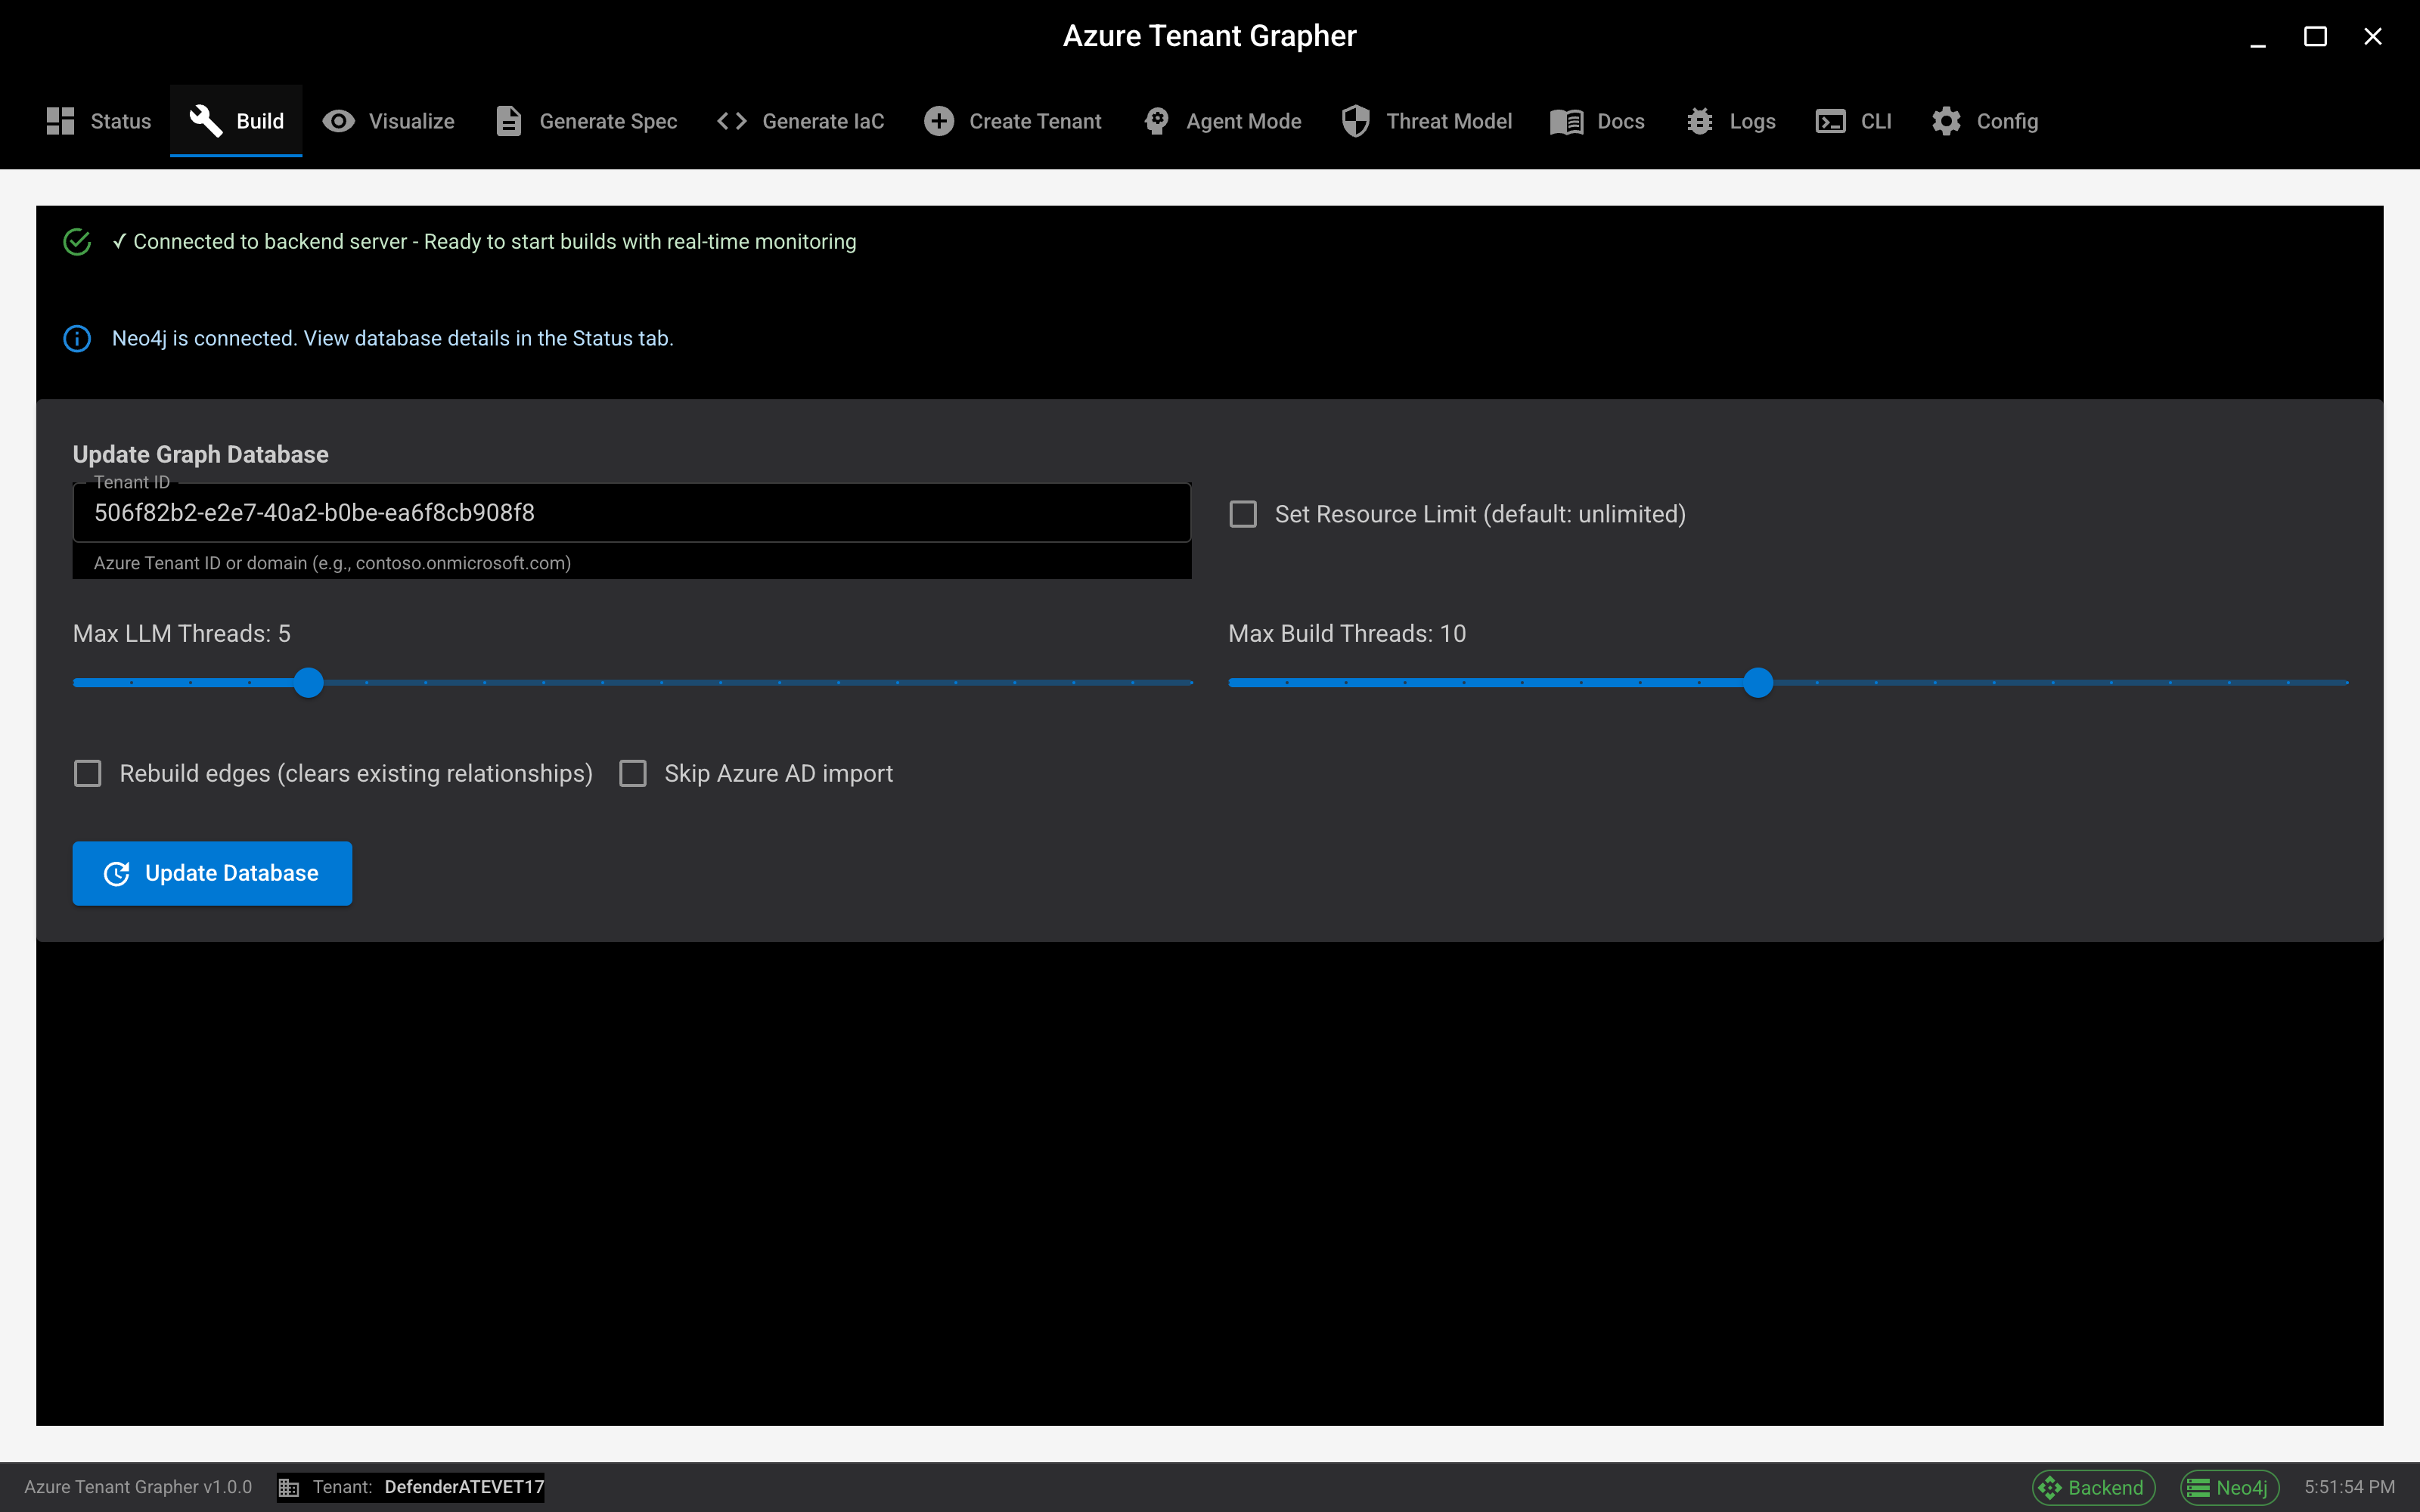 Azure Tenant Grapher
Status Build Visualize Generate Spec Generate IaC Create Tenant Agent Mode Threat Model Docs Logs CLI Config
✓ Connected to backend server - Ready to start builds with real-time monitoring
Neo4j is connected. View database details in the Status tab.
Update Graph Database
Tenant ID
506f82b2-e2e7-40a2-b0be-ea6f8cb908f8
Set Resource Limit (default: unlimited)
Azure Tenant ID or domain (e.g., contoso.onmicrosoft.com)
Max LLM Threads: 5
Max Build Threads: 10
Rebuild edges (clears existing relationships)
Skip Azure AD import
Update Database
Azure Tenant Grapher v1.0.0
Tenant: DefenderATEVET17
Backend
Neo4j
5:51:54 PM